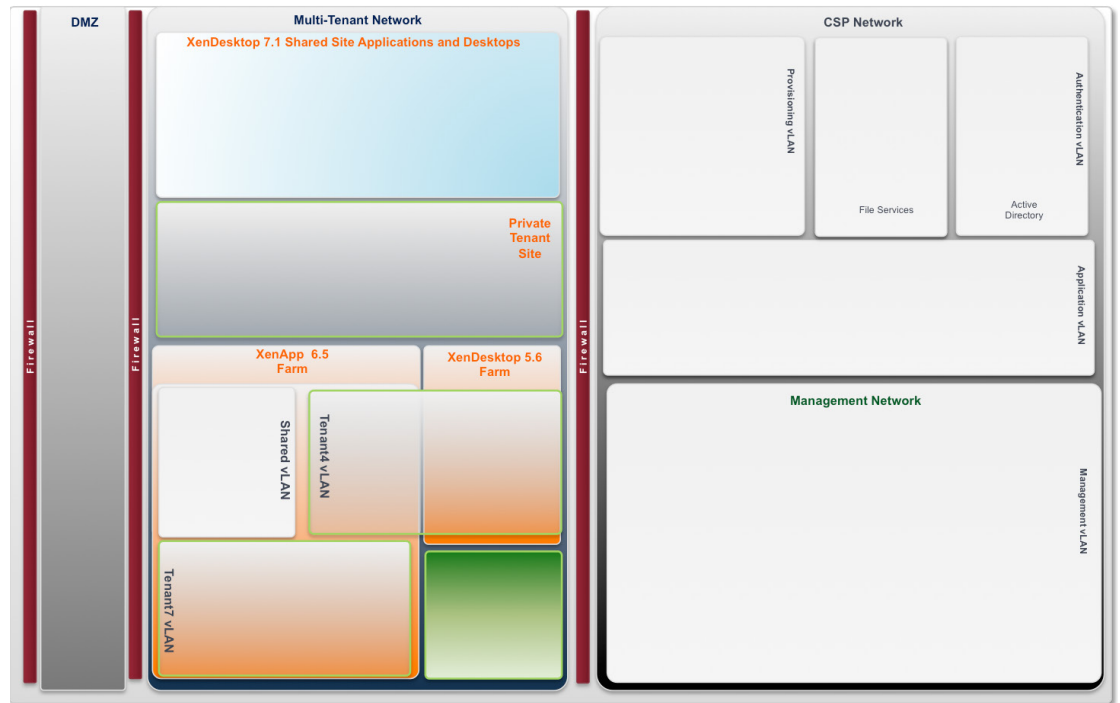 DMZ
Multi-Tenant Network
CSP Network
XenDesktop 7.1 Shared Site Applications and Desktops
Provisioning vLAN
Authentication vLAN
File Services
Active
Directory
Private
Tenant
Site
Application vLAN
Firewall
Firewall
Firewall
XenApp 6.5
Farm
XenDesktop 5.6
Farm
Management Network
Shared vLAN
Tenant4 vLAN
Management vLAN
Tenant7 vLAN